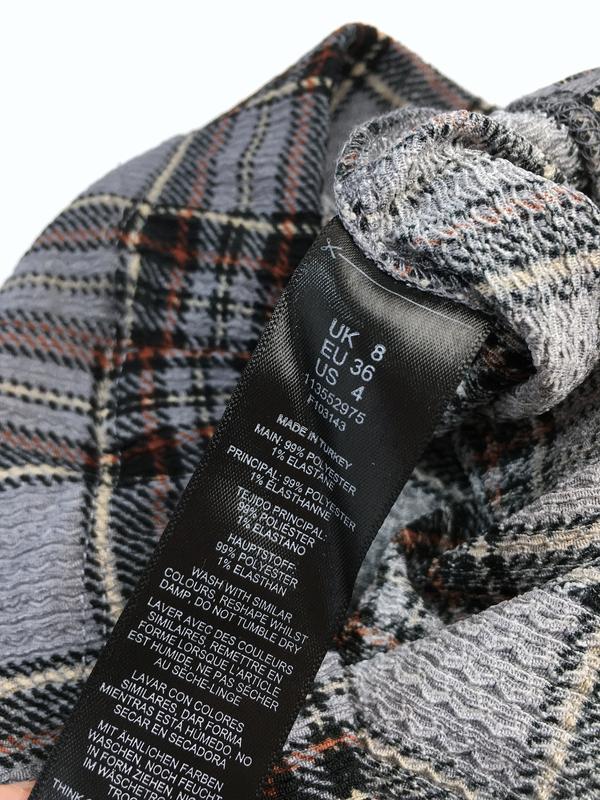 UK 8
EU 36
US 4
113552975
F103143
MADE IN TURKEY
MAIN: 99% POLYESTER
1% ELASTANE
PRINCIPAL: 99% POLYESTER
1% ÉLASTHANNE
TEJIDO PRINCIPAL:
99% POLYESTER
1% ELASTANO
HAUPTSTOFF:
99% POLYESTER
1% ELASTHAN
WASH WITH SIMILAR
COLOURS, RESHAPE WHILST
DAMP. DO NOT TUMBLE DRY
LAVER AVEC DES COULEURS
SIMILAIRES, REMETTRE EN
FORME LORSQUE L'ARTICLE
EST HUMIDE, NE PAS SÉCHER
AU SÈCHE-LINGE
LAVAR CON COLORES
SIMILARES, DAR FORMA
MIENTRAS ESTÁ HÚMEDO, NO
SECAR EN SECADORA
MIT ÄHNLICHEN FARBEN
WASCHEN, NOCH FEUCHT
IN FORM ZIEHEN,
IM
THINK